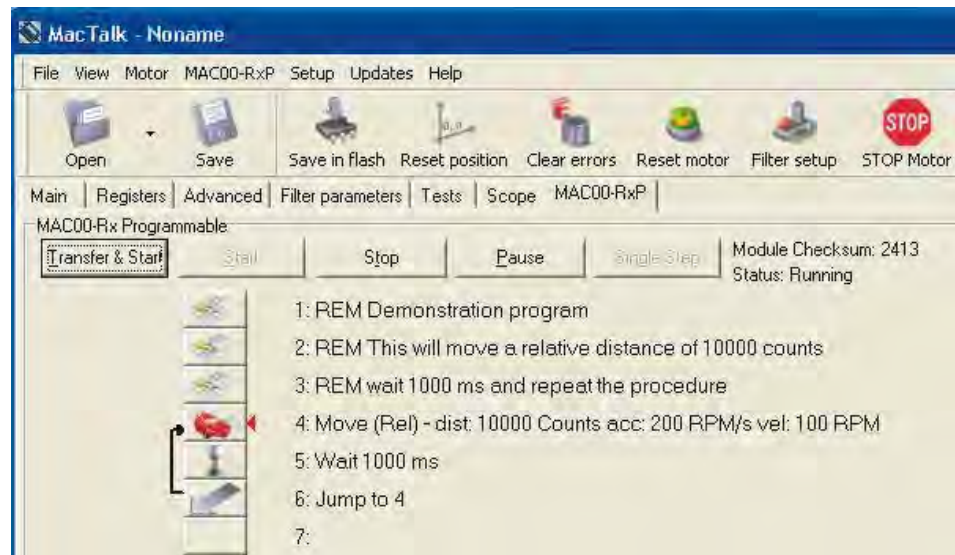 MacTalk - Noname
File View Motor MAC00-RxP Setup Updates Help
Open Save Save in flash Reset position Clear errors Reset motor Filter setup STOP Motor
STOP
Main Registers Advanced Filter parameters Tests Scope MAC00-RxP
MAC00-Rx Programmable
Transfer & Start Start Stop Pause Single Step
Module Checksum: 2413
Status: Running
1: REM Demonstration program
2: REM This will move a relative distance of 10000 counts
3: REM wait 1000 ms and repeat the procedure
4: Move (Rel) - dist: 10000 Counts acc: 200 RPM/s vel: 100 RPM
5: Wait 1000 ms
6: Jump to 4
7: